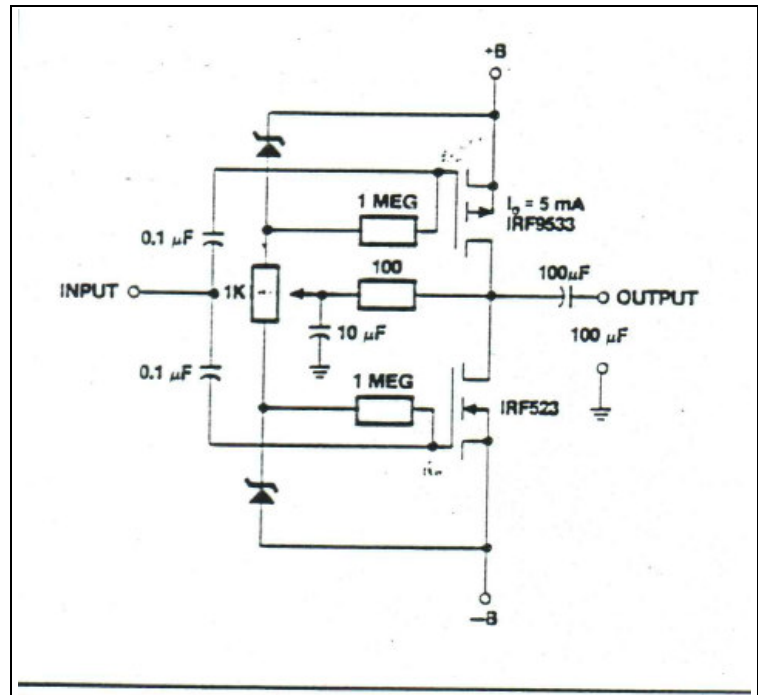 +B
1 MEG
I₀ = 5 mA
IRF9533
0.1 µF
100
100µF
INPUT
1K
OUTPUT
10 µF
100 µF
0.1 µF
1 MEG
IRF523
—B